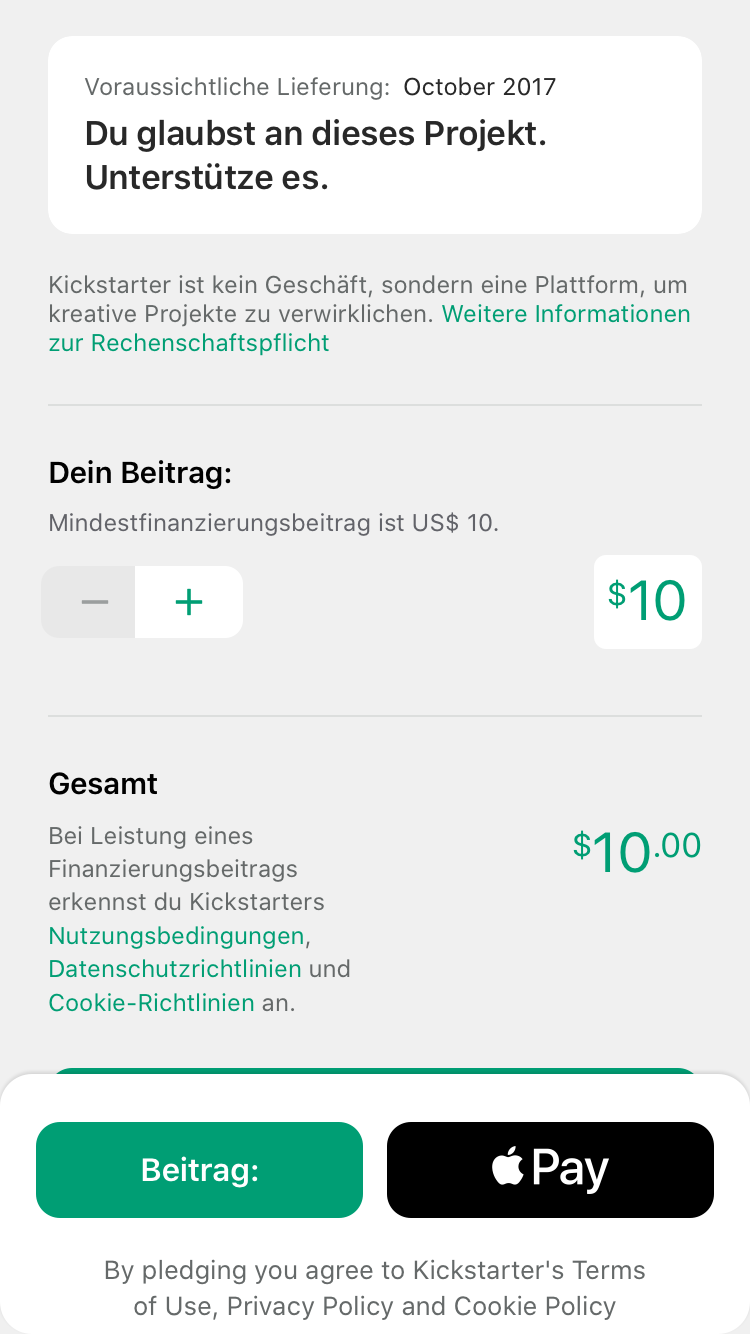 Voraussichtliche Lieferung: October 2017
Du glaubst an dieses Projekt.
Unterstütze es.
Kickstarter ist kein Geschäft, sondern eine Plattform, um
kreative Projekte zu verwirklichen. Weitere Informationen
zur Rechenschaftspflicht
Dein Beitrag:
Mindestfinanzierungsbeitrag ist US$ 10.
− +
$10
Gesamt
Bei Leistung eines
Finanzierungsbeitrags
erkennst du Kickstarters
Nutzungsbedingungen,
Datenschutzrichtlinien und
Cookie-Richtlinien an.
$10.00
Beitrag:
Pay
By pledging you agree to Kickstarter's Terms
of Use, Privacy Policy and Cookie Policy